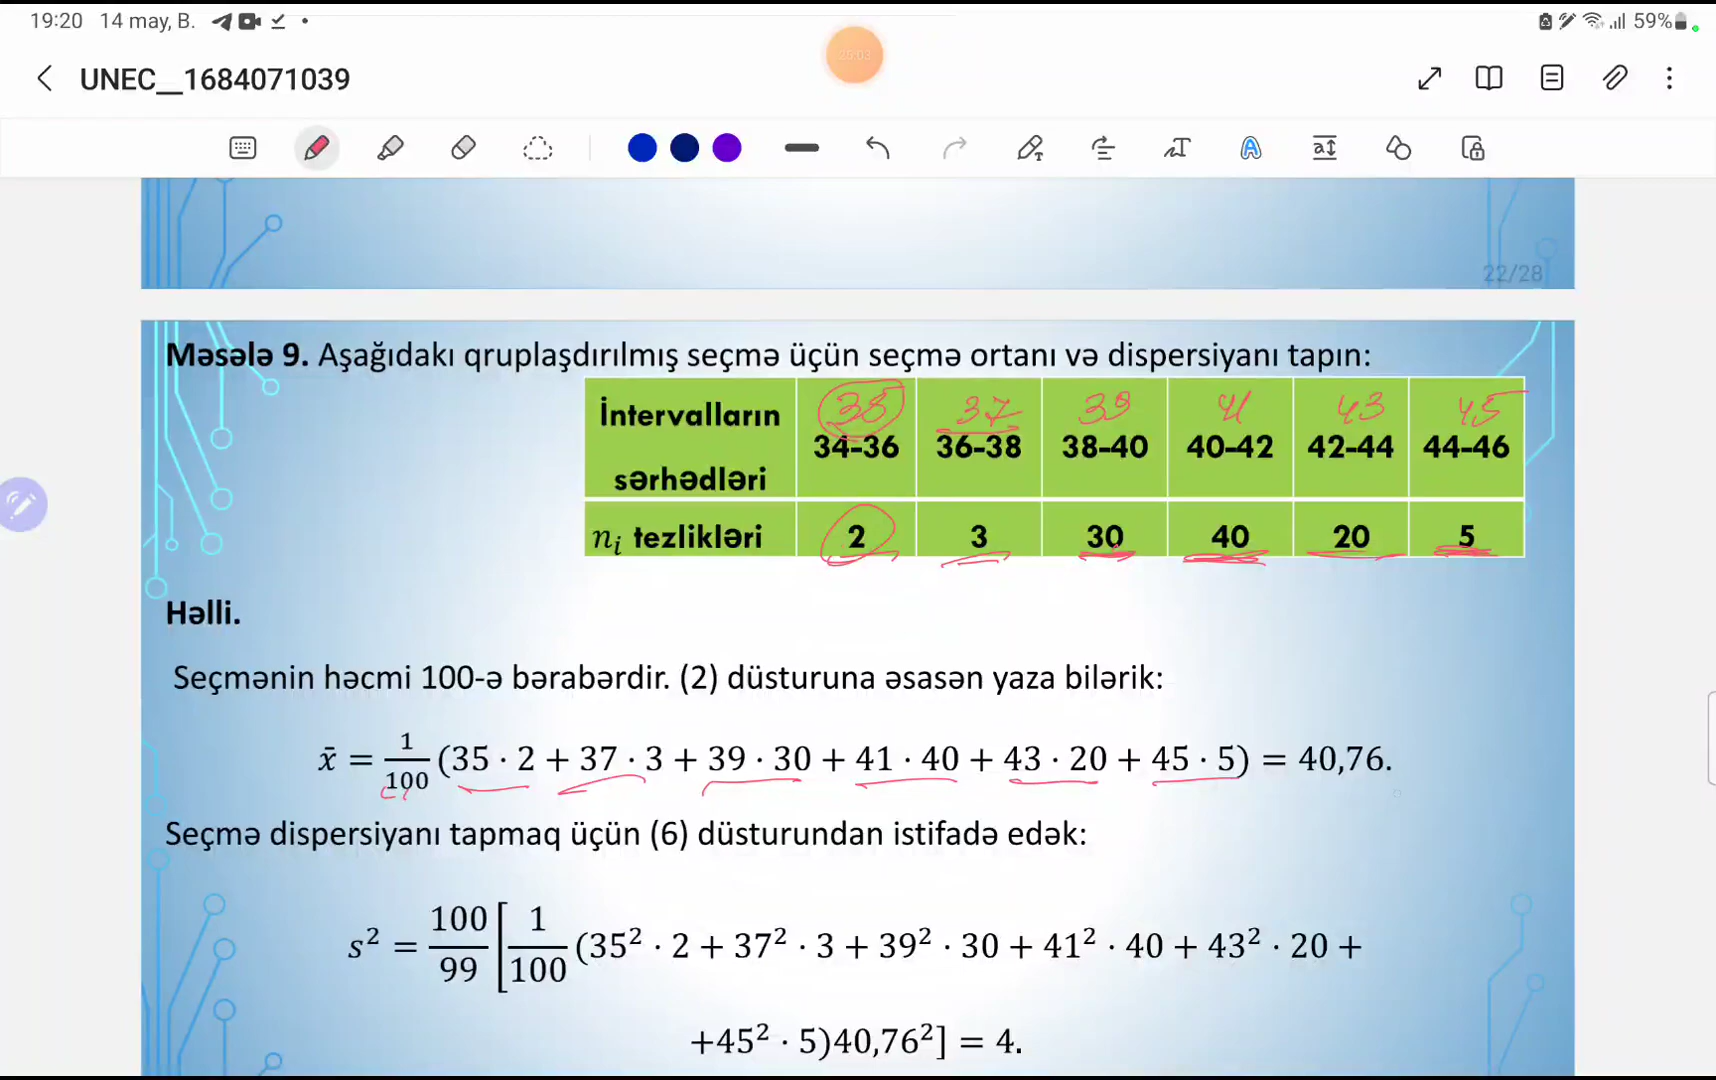 19:20 14 may, B.
59%
25:03
UNEC__1684071039
22/28
Məsələ 9. Aşağıdakı qruplaşdırılmış seçmə üçün seçmə ortanı və dispersiyanı tapın:
İntervalların sərhədləri 34-36 36-38 38-40 40-42 42-44 44-46
35 37 39 41 43 45
nᵢ tezlikləri 2 3 30 40 20 5
Həlli.
Seçmənin həcmi 100-ə bərabərdir. (2) düsturuna əsasən yaza bilərik:
x̄ = 1/100 (35 · 2 + 37 · 3 + 39 · 30 + 41 · 40 + 43 · 20 + 45 · 5) = 40,76.
Seçmə dispersiyanı tapmaq üçün (6) düsturundan istifadə edək:
s² = 100/99 [1/100 (35² · 2 + 37² · 3 + 39² · 30 + 41² · 40 + 43² · 20 +
+45² · 5)40,76²] = 4.